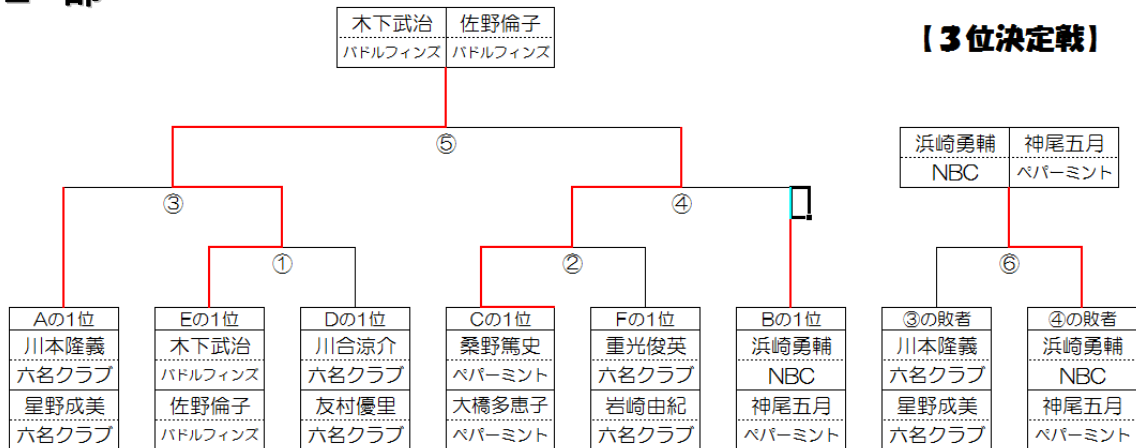 部
木下武治 佐野倫子
バドルフィンズ バドルフィンズ
【３位決定戦】
⑤
浜崎勇輔 神尾五月
NBC ペパーミント
③ ④
① ② ⑥
Aの1位 Eの1位 Dの1位 Cの1位 Fの1位 Bの1位 ③の敗者 ④の敗者
川本隆義 木下武治 川合涼介 桑野篤史 重光俊英 浜崎勇輔 川本隆義 浜崎勇輔
六名クラブ バドルフィンズ 六名クラブ ペパーミント 六名クラブ NBC 六名クラブ NBC
星野成美 佐野倫子 友村優里 大橋多恵子 岩崎由紀 神尾五月 星野成美 神尾五月
六名クラブ バドルフィンズ 六名クラブ ペパーミント 六名クラブ ペパーミント 六名クラブ ペパーミント